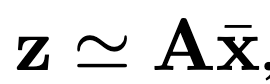 𝐳 ≃ 𝐀𝐱̄,